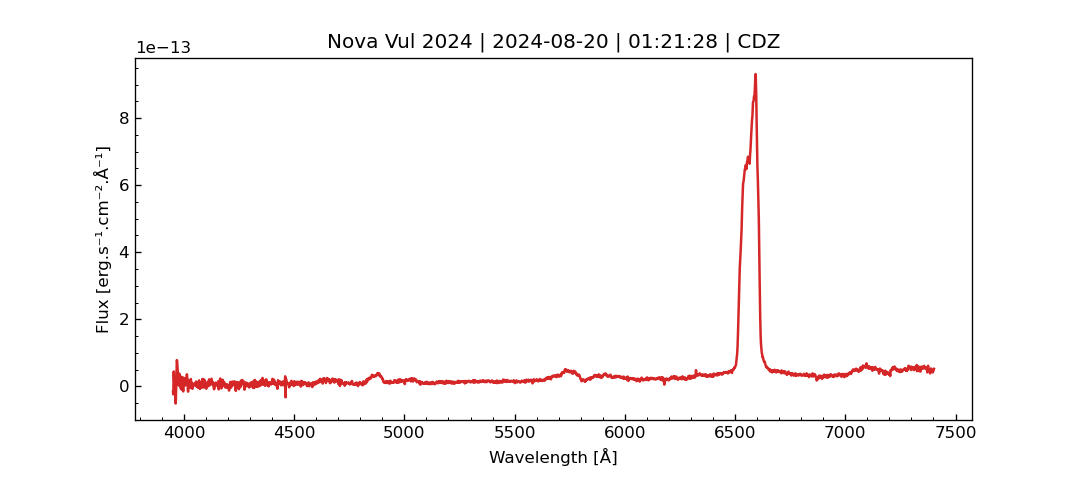 Nova Vul 2024 | 2024-08-20 | 01:21:28 | CDZ
1e−13
8
6
4
2
0
Flux [erg.s⁻¹.cm⁻².Å⁻¹]
4000 4500 5000 5500 6000 6500 7000 7500
Wavelength [Å]